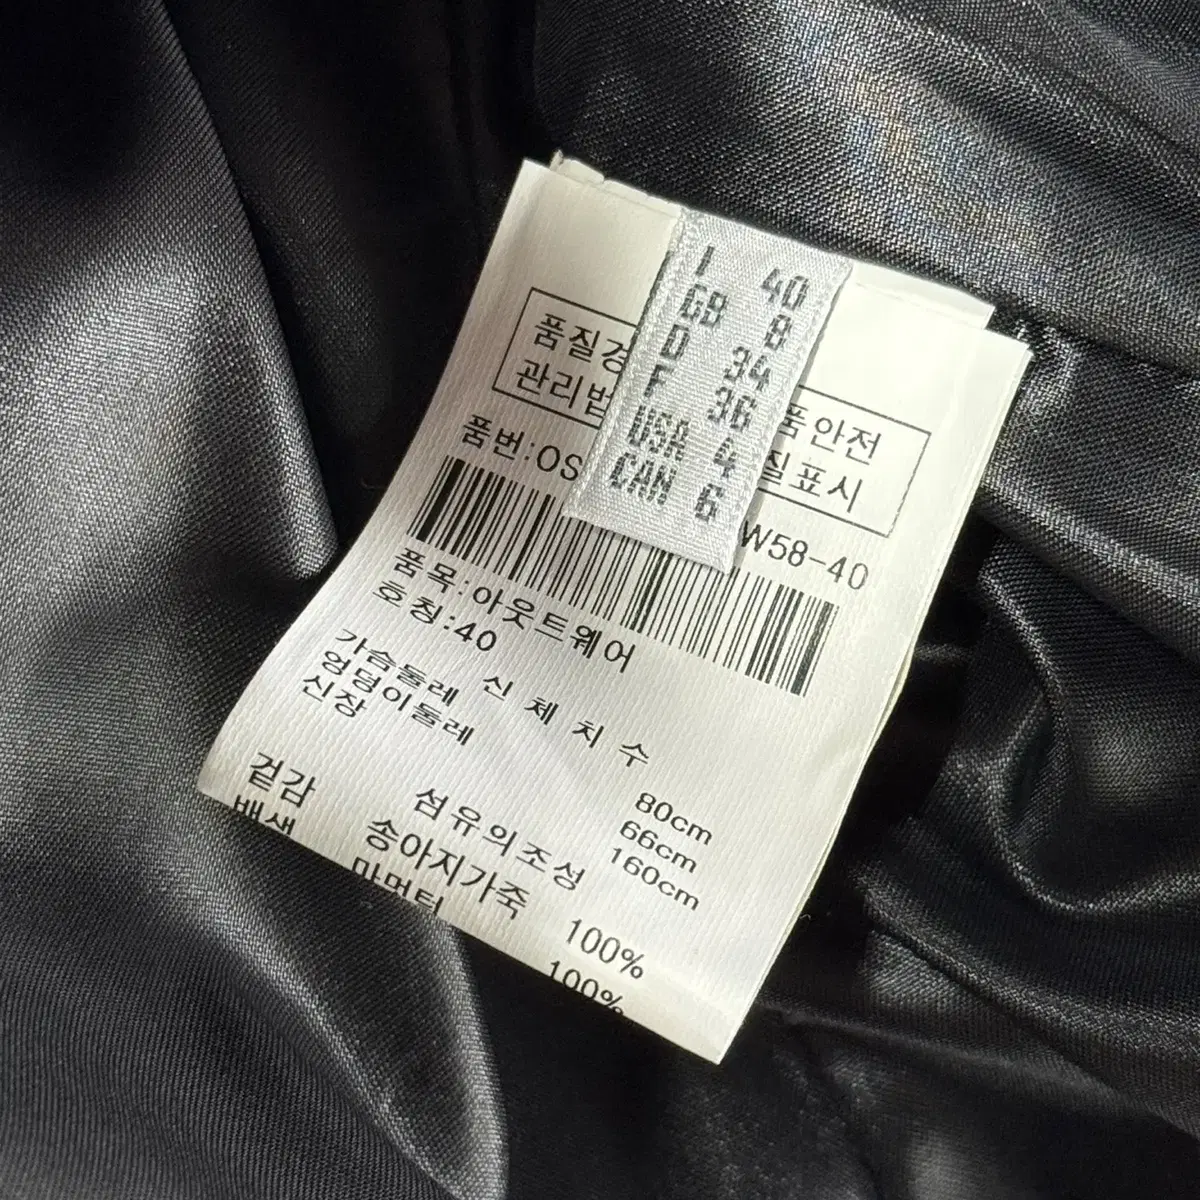 I 40
GB 8
D 34
F 36
USA 4
CAN 6
품질경
관리법
품안전
질표시
품번:OS
W58-40
품 목:아웃트웨어
호칭:40
신 체 치 수
가슴둘레 80cm
엉덩이둘레 66cm
신장 160cm
섬유의조성
겉감 송아지가죽 100%
배색 마먼터 100%